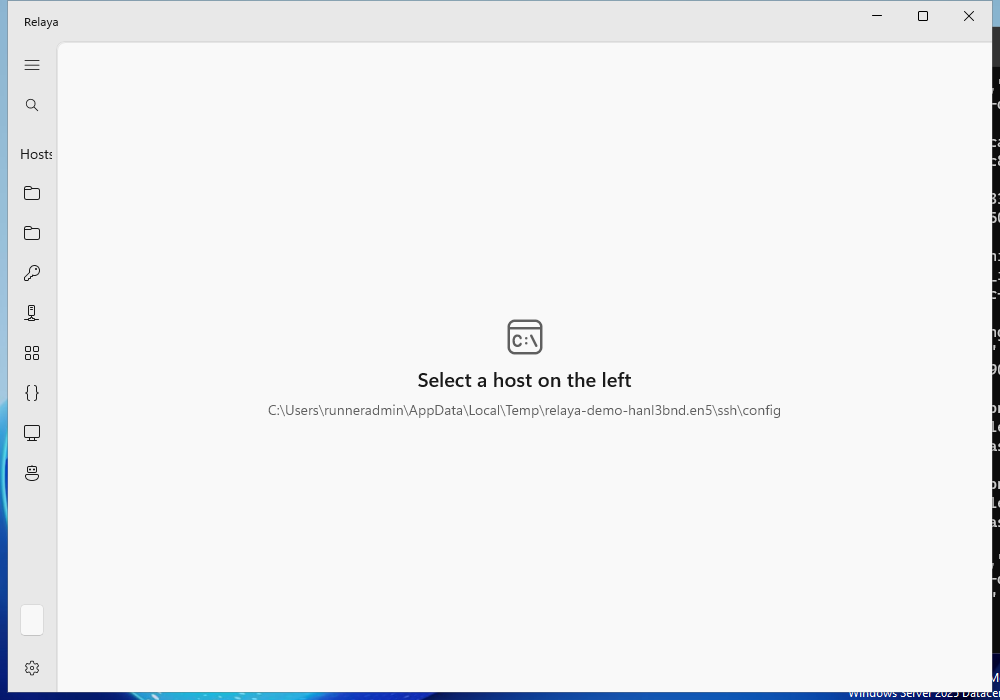 Relaya
Hosts
C:\
Select a host on the left
C:\Users\runneradmin\AppData\Local\Temp\relaya-demo-hanl3bnd.en5\ssh\config
Windows Server 2025 Datacen